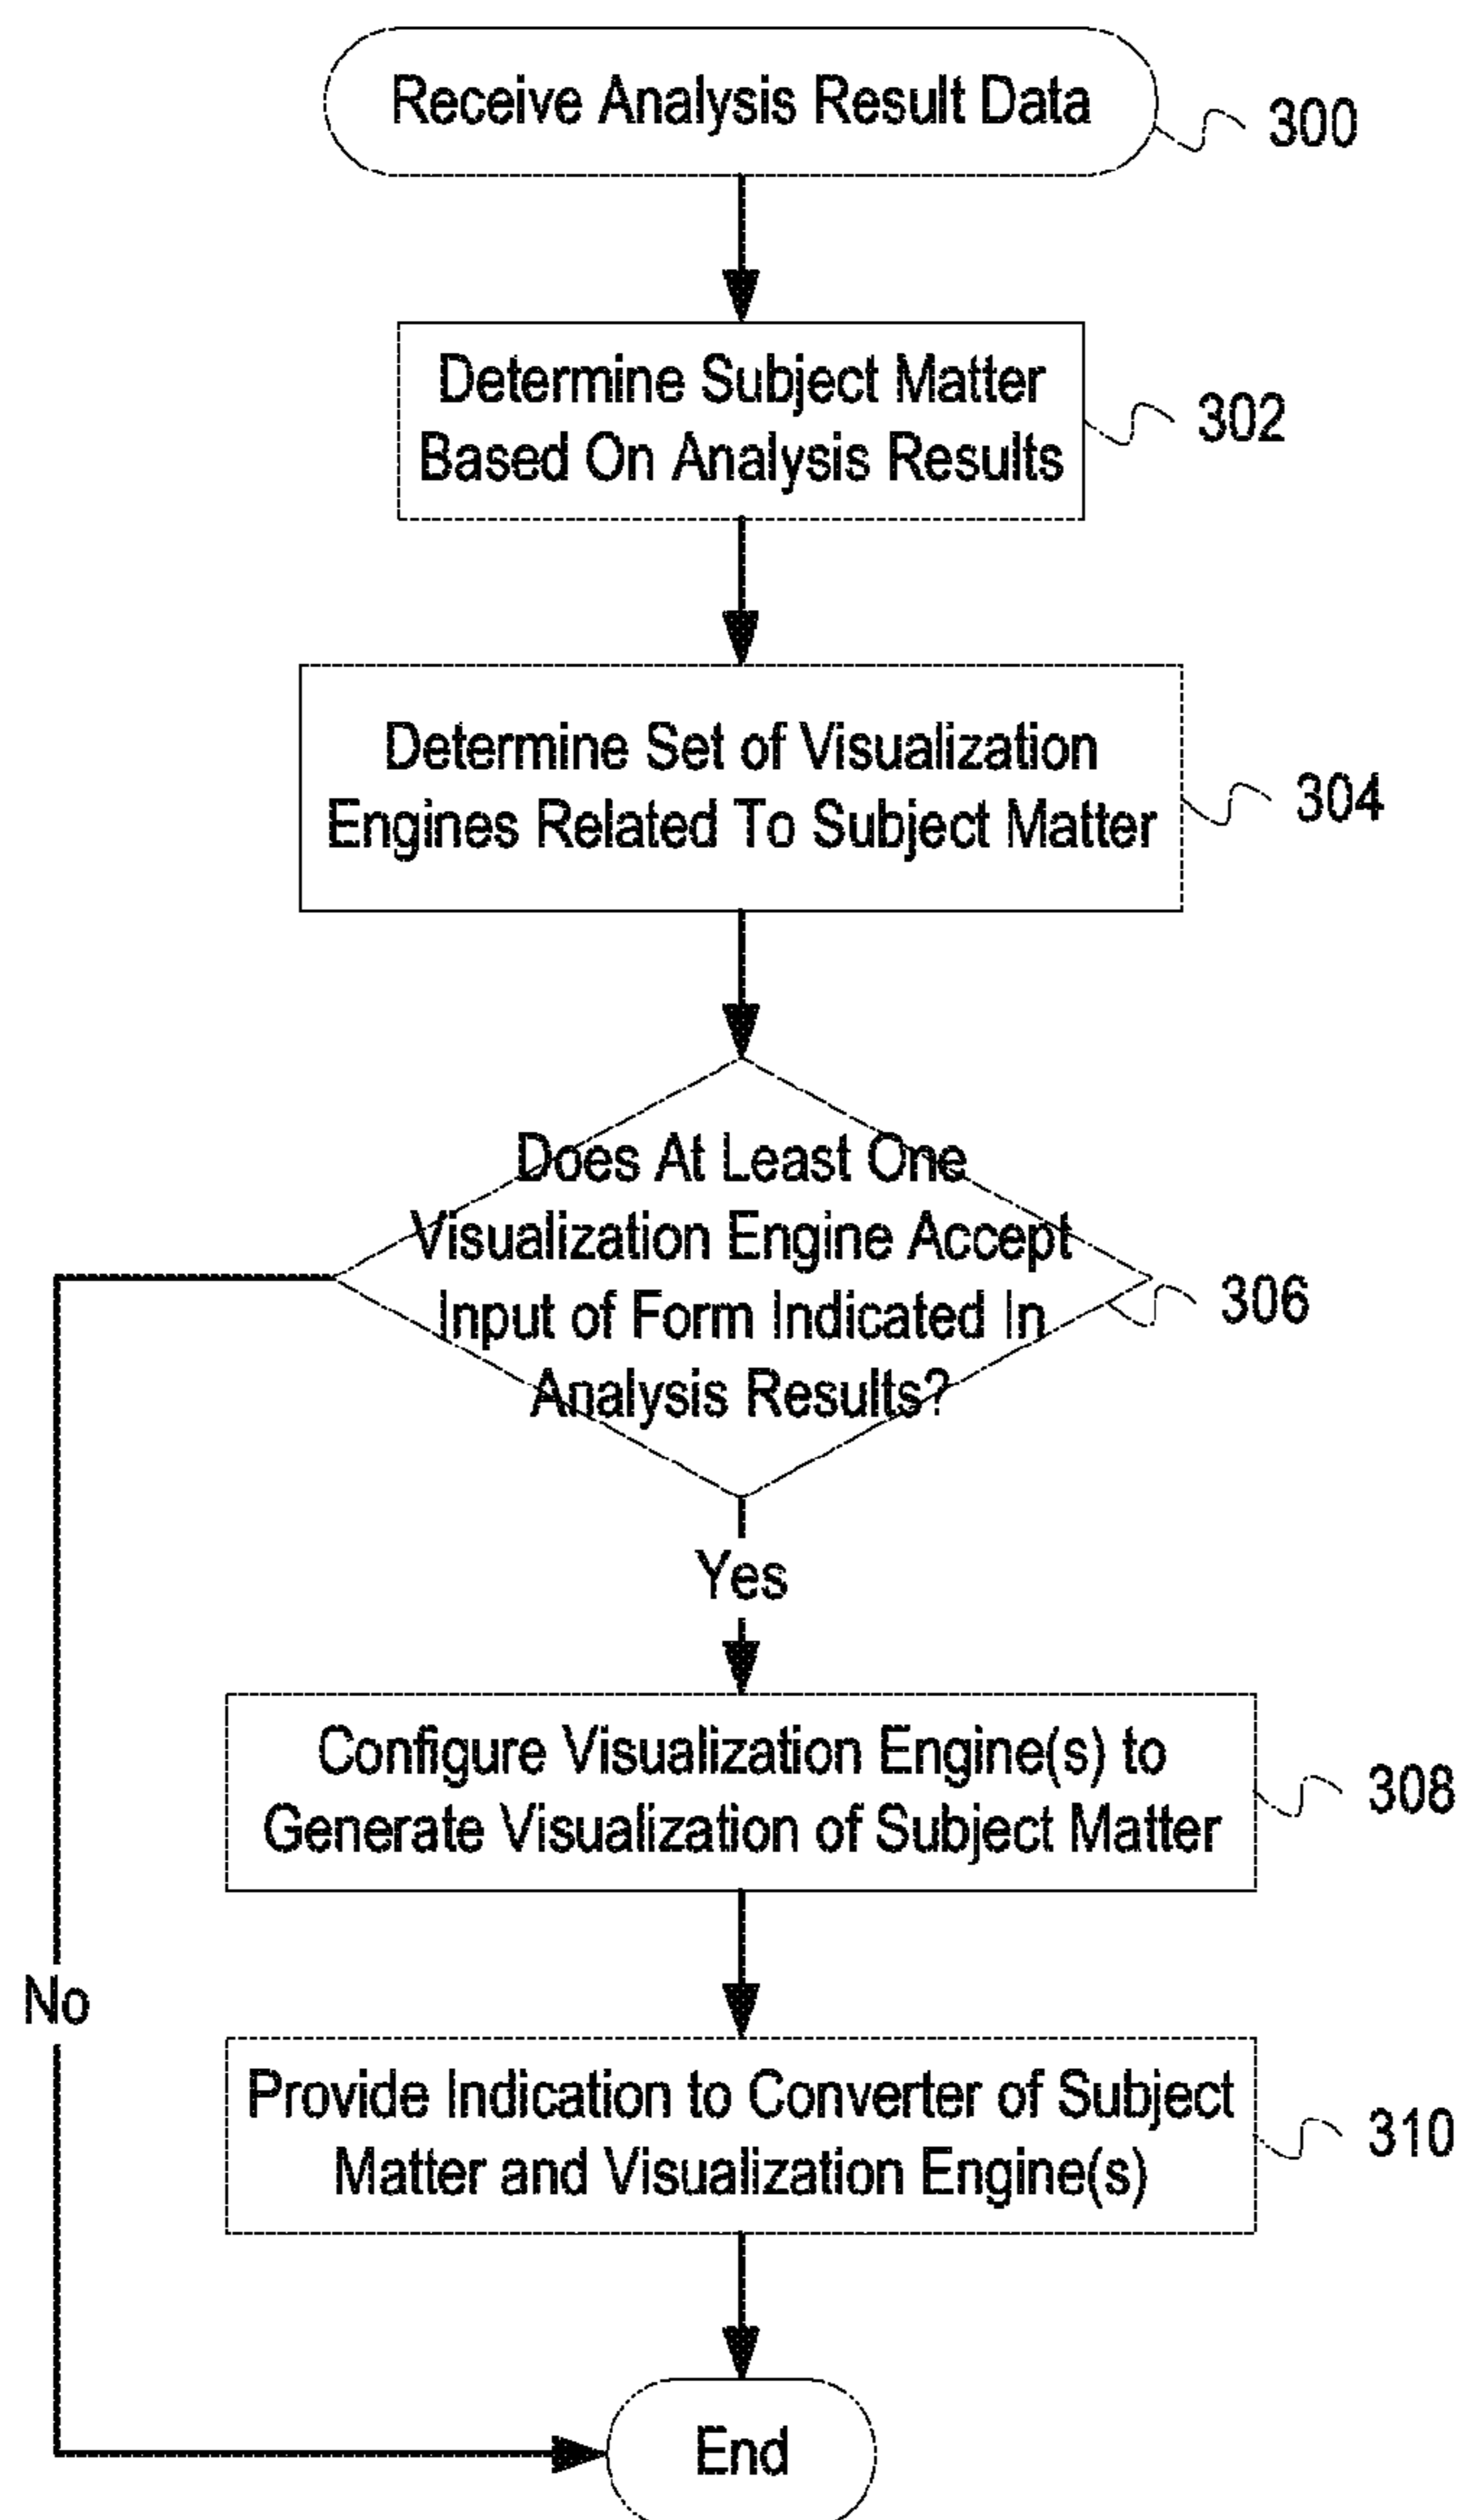 Receive Analysis Result Data
300
Determine Subject Matter
Based On Analysis Results
302
Determine Set of Visualization
Engines Related To Subject Matter
304
Does At Least One
Visualization Engine Accept
Input of Form Indicated In
Analysis Results?
306
Yes
Configure Visualization Engine(s) to
Generate Visualization of Subject Matter
308
No
Provide Indication to Converter of Subject
Matter and Visualization Engine(s)
310
End